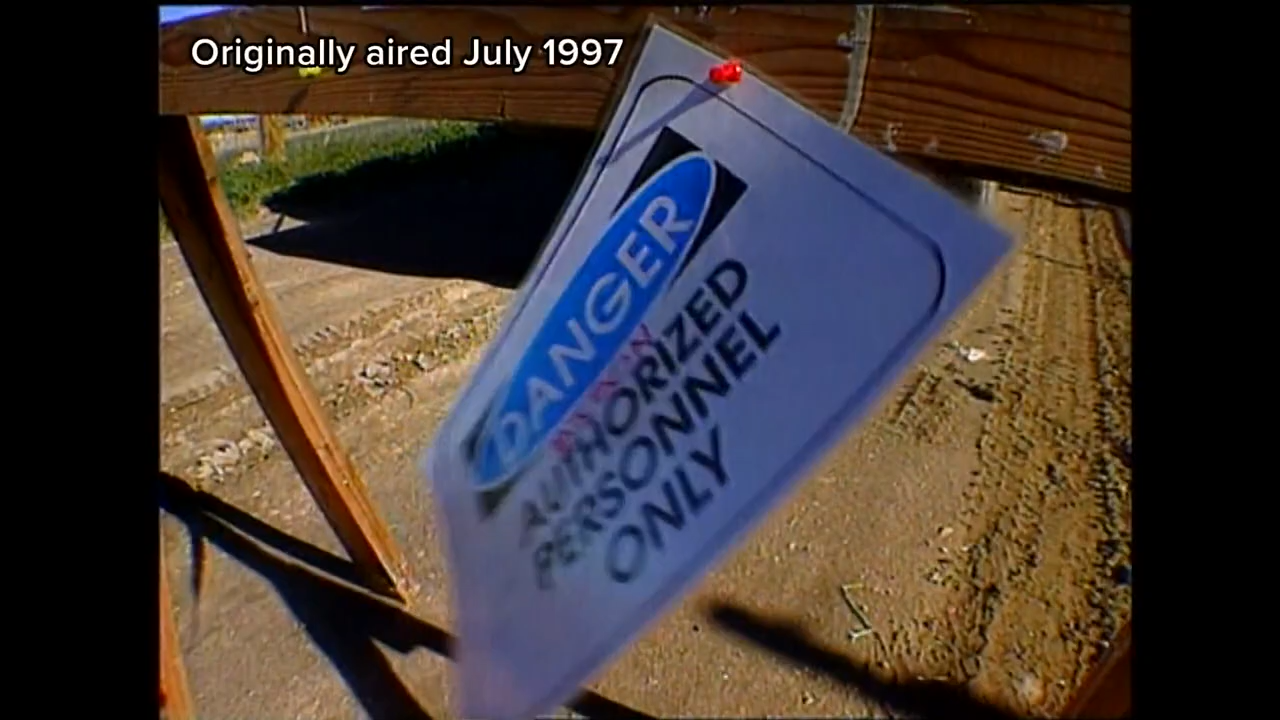 Originally aired July 1997
DANGER
AUTHORIZED
PERSONNEL
ONLY